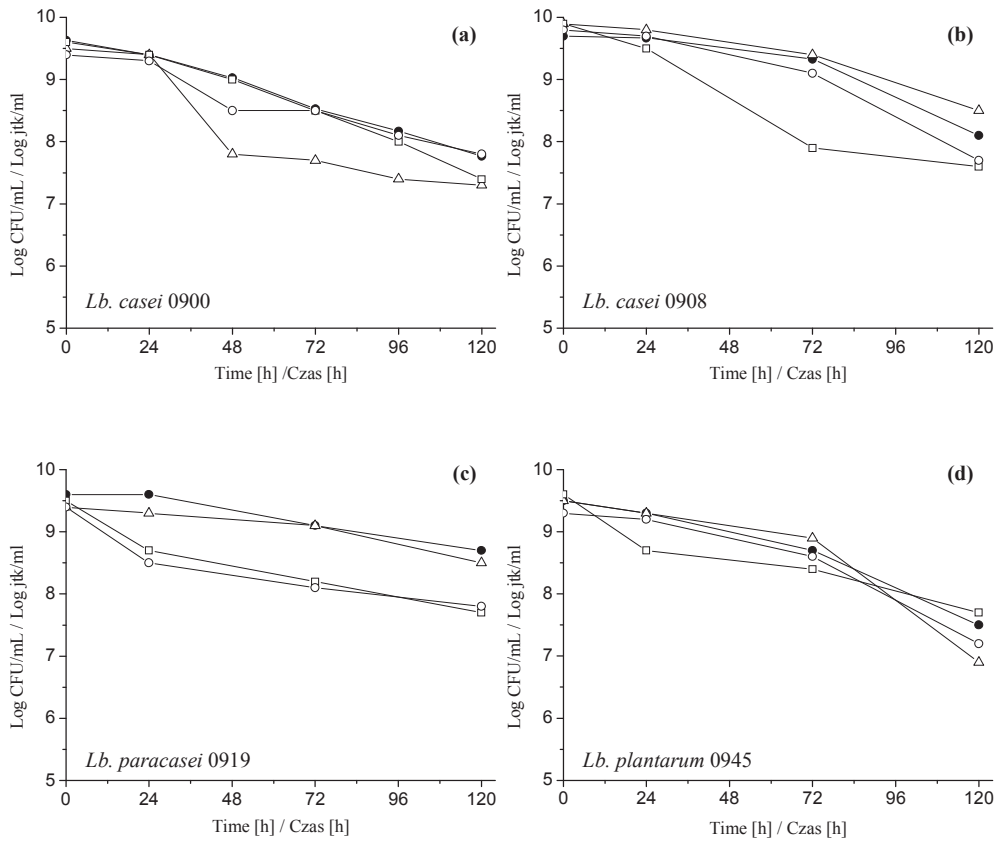 (a)
10
9
8
7
6
5
Log CFU/mL / Log jtk/ml
Lb. casei 0900
0 24 48 72 96 120
Time [h] /Czas [h]
(b)
10
9
8
7
6
5
Log CFU/mL / Log jtk/ml
Lb. casei 0908
0 24 48 72 96 120
Time [h] / Czas [h]
(c)
10
9
8
7
6
5
Log CFU/mL / Log jtk/ml
Lb. paracasei 0919
0 24 48 72 96 120
Time [h] / Czas [h]
(d)
10
9
8
7
6
5
Log CFU/mL / Log jtk/ml
Lb. plantarum 0945
0 24 48 72 96 120
Time [h] / Czas [h]